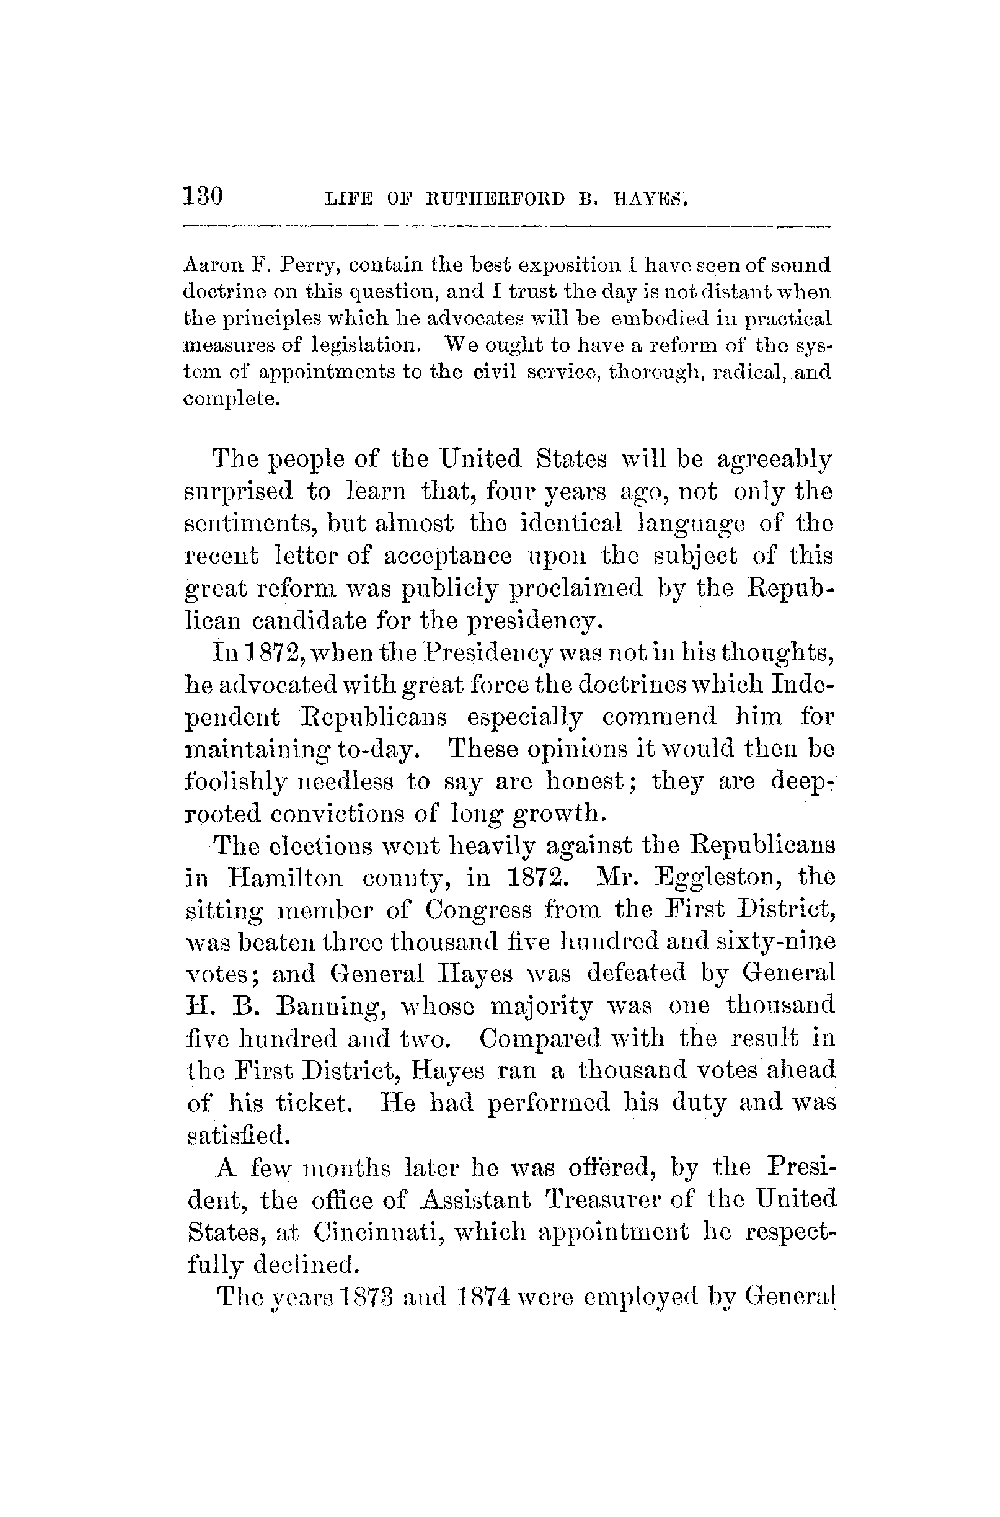 130 LIFE OF RUTHERFORD B. HAYES.
Aaron F. Perry, contain the best exposition I have seen of sound
doctrine on this question, and I trust the day is not distant when
the principles which he advocates will be embodied in practical
measures of legislation. We ought to have a reform of the sys-
tem of appointments to the civil service, thorough, radical, and
complete.
The people of the United States will be agreeably
surprised to learn that, four years ago, not only the
sentiments, but almost the identical language of the
recent letter of acceptance upon the subject of this
great reform was publicly proclaimed by the Repub-
lican candidate for the presidency.
In 1872, when the Presidency was not in his thoughts,
he advocated with great force the doctrines which Inde-
pendent Republicans especially commend him for
maintaining to-day. These opinions it would then be
foolishly needless to say are honest; they are deep-
rooted convictions of long growth.
The elections went heavily against the Republicans
in Hamilton county, in 1872. Mr. Eggleston, the
sitting member of Congress from the First District,
was beaten three thousand five hundred and sixty-nine
votes; and General Hayes was defeated by General
H. B. Banning, whose majority was one thousand
five hundred and two. Compared with the result in
the First District, Hayes ran a thousand votes ahead
of his ticket. He had performed his duty and was
satisfied.
A few months later he was offered, by the Presi-
dent, the office of Assistant Treasurer of the United
States, at Cincinnati, which appointment he respect-
fully declined.
The years 1873 and 1874 were employed by General